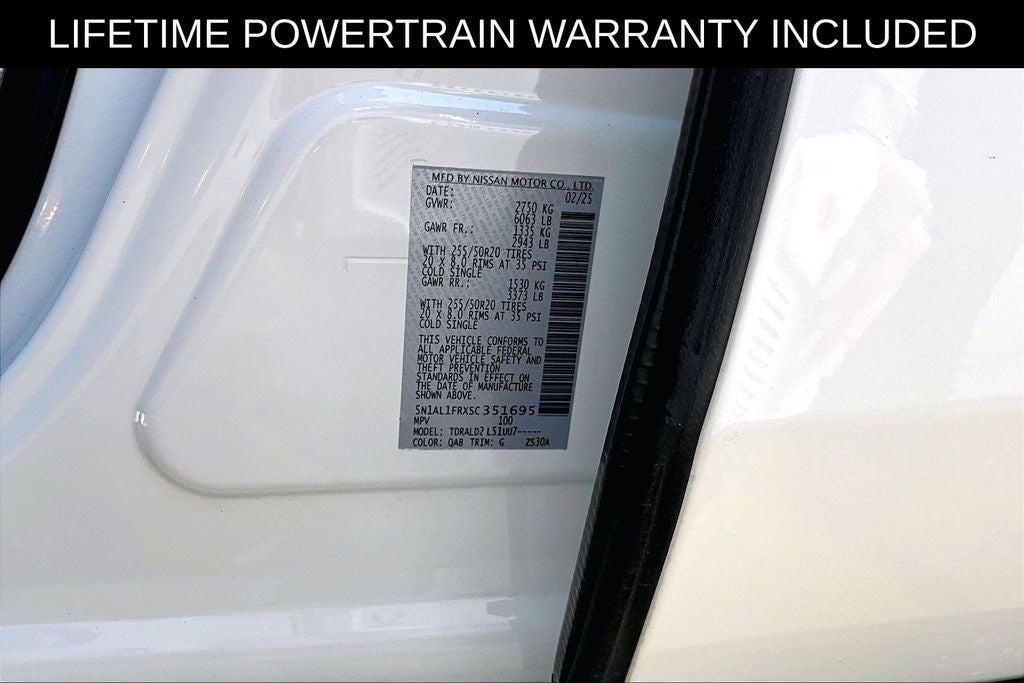 LIFETIME POWERTRAIN WARRANTY INCLUDED
MFD BY NISSAN MOTOR CO., LTD.
DATE: 02/25
GVWR: 2750 KG
6063 LB
GAWR FR.: 1335 KG
2943 LB
WITH 255/50R20 TIRES
20 X 8.0 RIMS AT 35 PSI
COLD SINGLE
GAWR RR.: 1530 KG
3373 LB
WITH 255/50R20 TIRES
20 X 8.0 RIMS AT 35 PSI
COLD SINGLE
THIS VEHICLE CONFORMS TO
ALL APPLICABLE FEDERAL
MOTOR VEHICLE SAFETY AND
THEFT PREVENTION
STANDARDS IN EFFECT ON
THE DATE OF MANUFACTURE
SHOWN ABOVE.
5N1AL1FRXSC351695
MPV 100
MODEL: TDRALD2 L51UU7-----
COLOR: QAB TRIM: G ZS30A